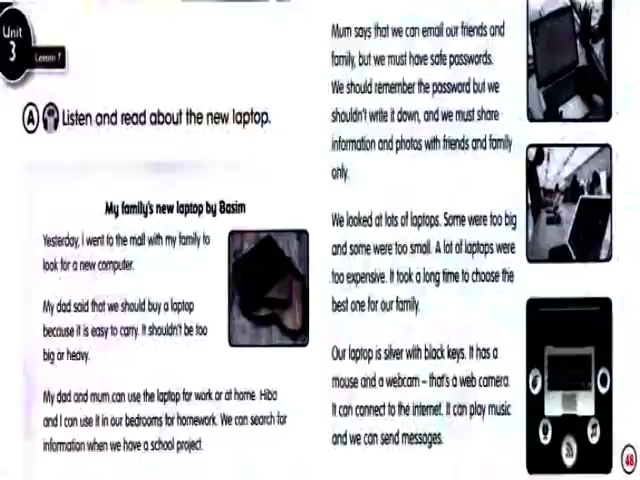 Unit
3
Lesson 7
A Listen and read about the new laptop.
My family's new laptop by Basim
Yesterday, I went to the mall with my family to
look for a new computer.
My dad said that we should buy a laptop
because it is easy to carry. It shouldn't be too
big or heavy.
My dad and mum can use the laptop for work or at home. Hiba
and I can use it in our bedrooms for homework. We can search for
information when we have a school project.
Mum says that we can email our friends and
family, but we must have safe passwords.
We should remember the password but we
shouldn't write it down, and we must share
information and photos with friends and family
only.
We looked at lots of laptops. Some were too big
and some were too small. A lot of laptops were
too expensive. It took a long time to choose the
best one for our family.
Our laptop is silver with black keys. It has a
mouse and a webcam – that's a web camera.
It can connect to the internet. It can play music
and we can send messages.
48